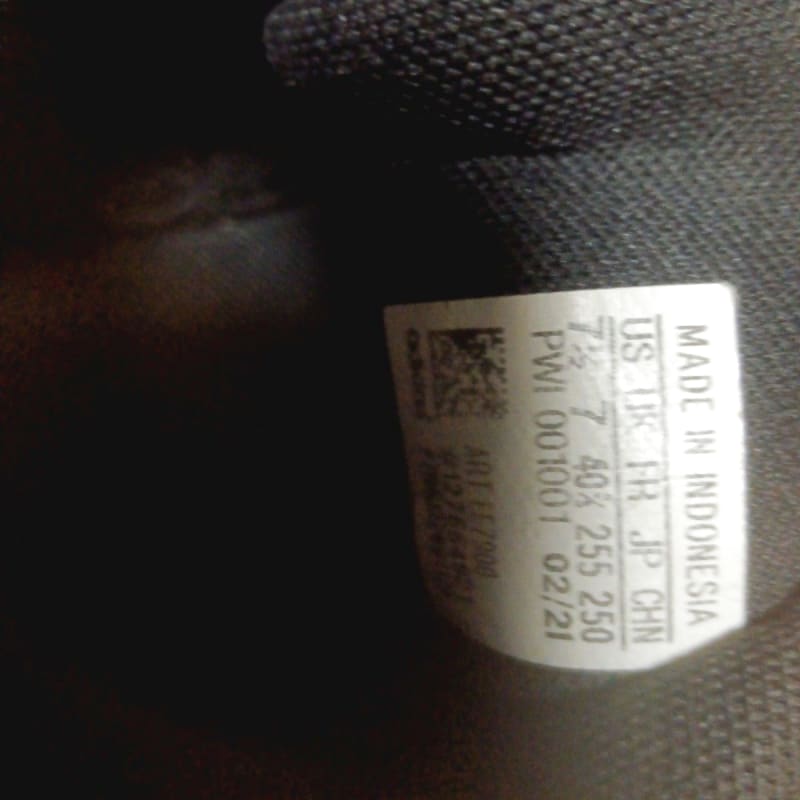 MADE IN INDONESIA
US UK FR JP CHN
7½ 7 40⅔ 255 250
PWI 001001 02/21
ART